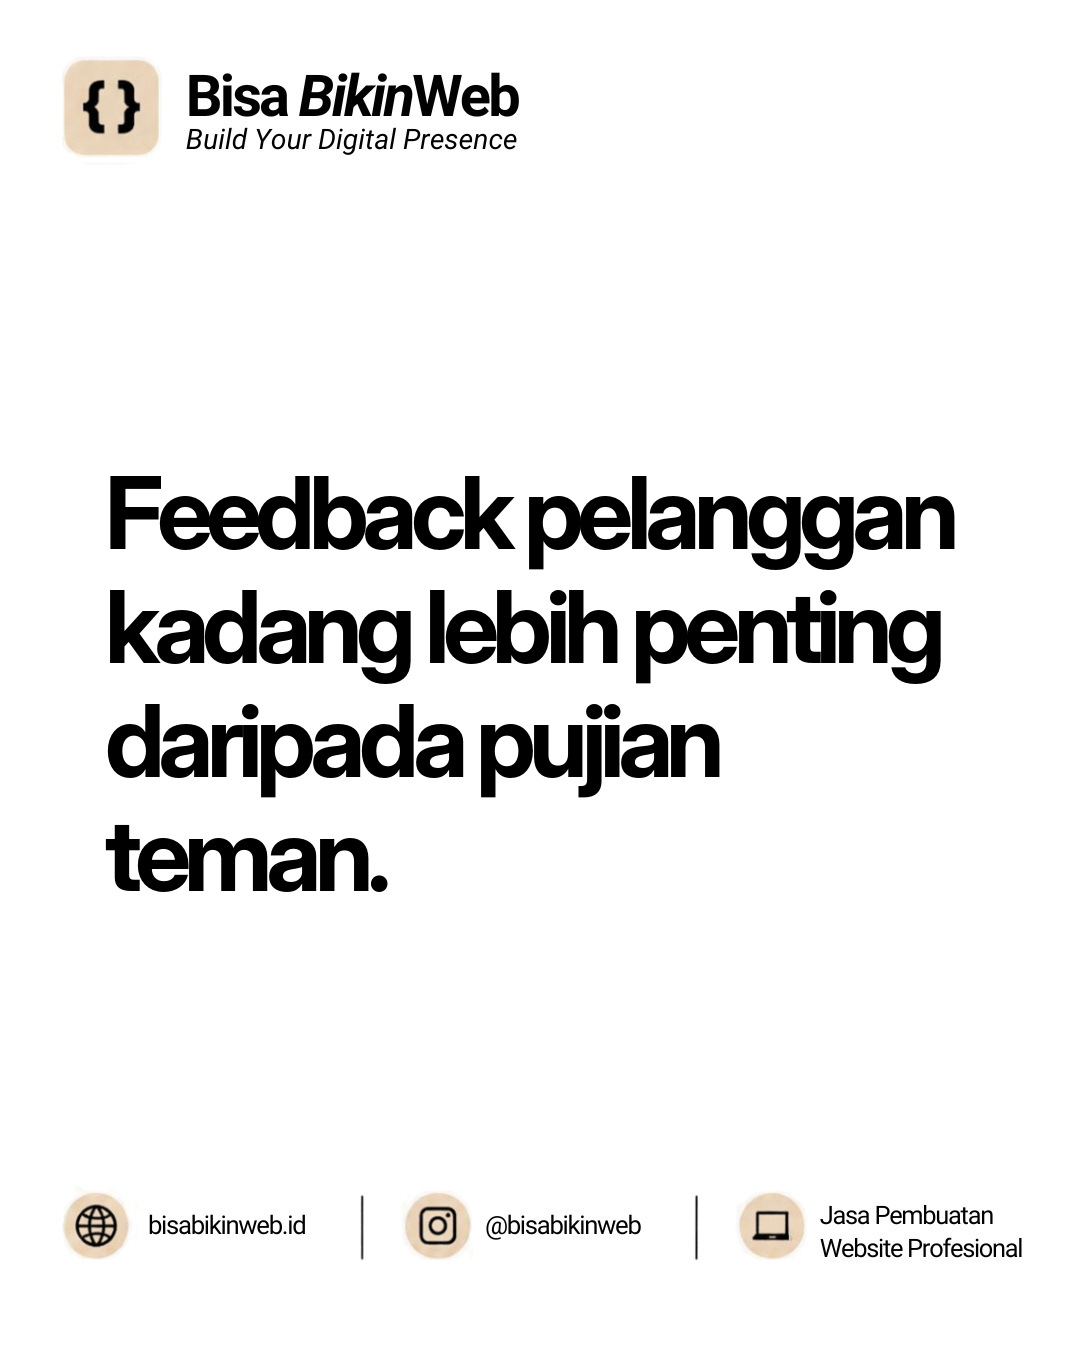 Bisa BikinWeb
Build Your Digital Presence
Feedback pelanggan
kadang lebih penting
daripada pujian
teman.
bisabikinweb.id
@bisabikinweb
Jasa Pembuatan
Website Profesional